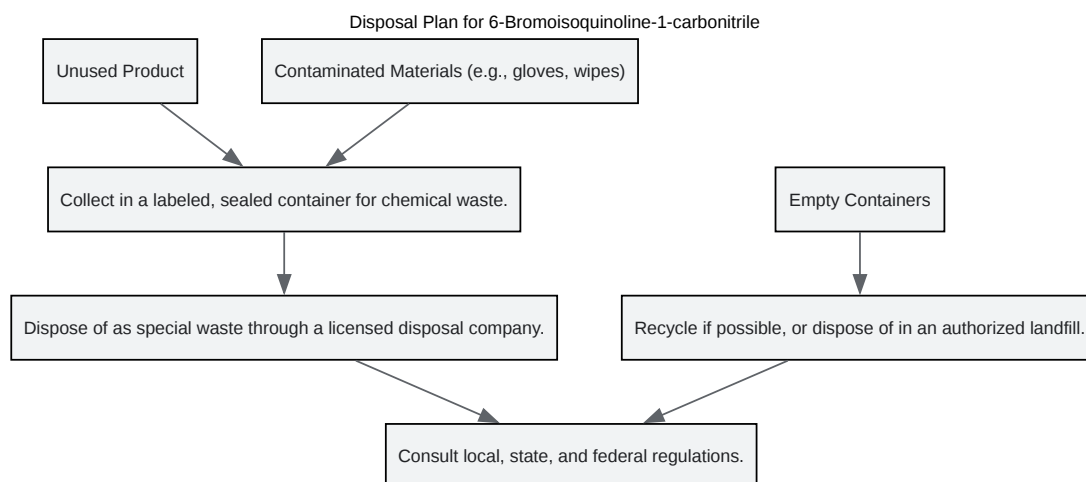 Disposal Plan for 6-Bromoisoquinoline-1-carbonitrile
Unused Product
Contaminated Materials (e.g., gloves, wipes)
Collect in a labeled, sealed container for chemical waste.
Empty Containers
Dispose of as special waste through a licensed disposal company.
Recycle if possible, or dispose of in an authorized landfill.
Consult local, state, and federal regulations.